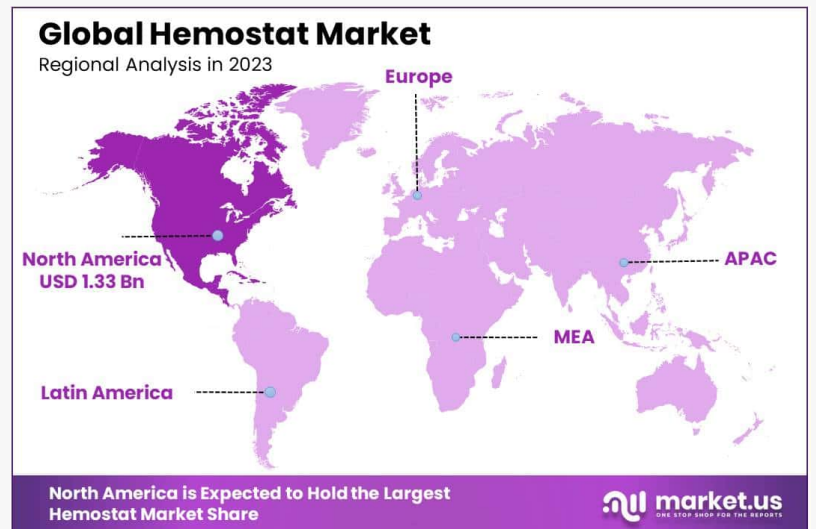 Global Hemostat Market
Regional Analysis in 2023
Europe
North America
USD 1.33 Bn
APAC
MEA
Latin America
North America is Expected to Hold the Largest
Hemostat Market Share
market.us
ONE STOP SHOP FOR THE REPORTS